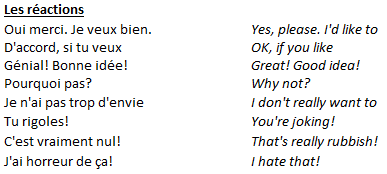 Les réactions
Oui merci. Je veux bien. Yes, please. I'd like to
D'accord, si tu veux OK, if you like
Génial! Bonne idée! Great! Good idea!
Pourquoi pas? Why not?
Je n'ai pas trop d'envie I don't really want to
Tu rigoles! You're joking!
C'est vraiment nul! That's really rubbish!
J'ai horreur de ça! I hate that!